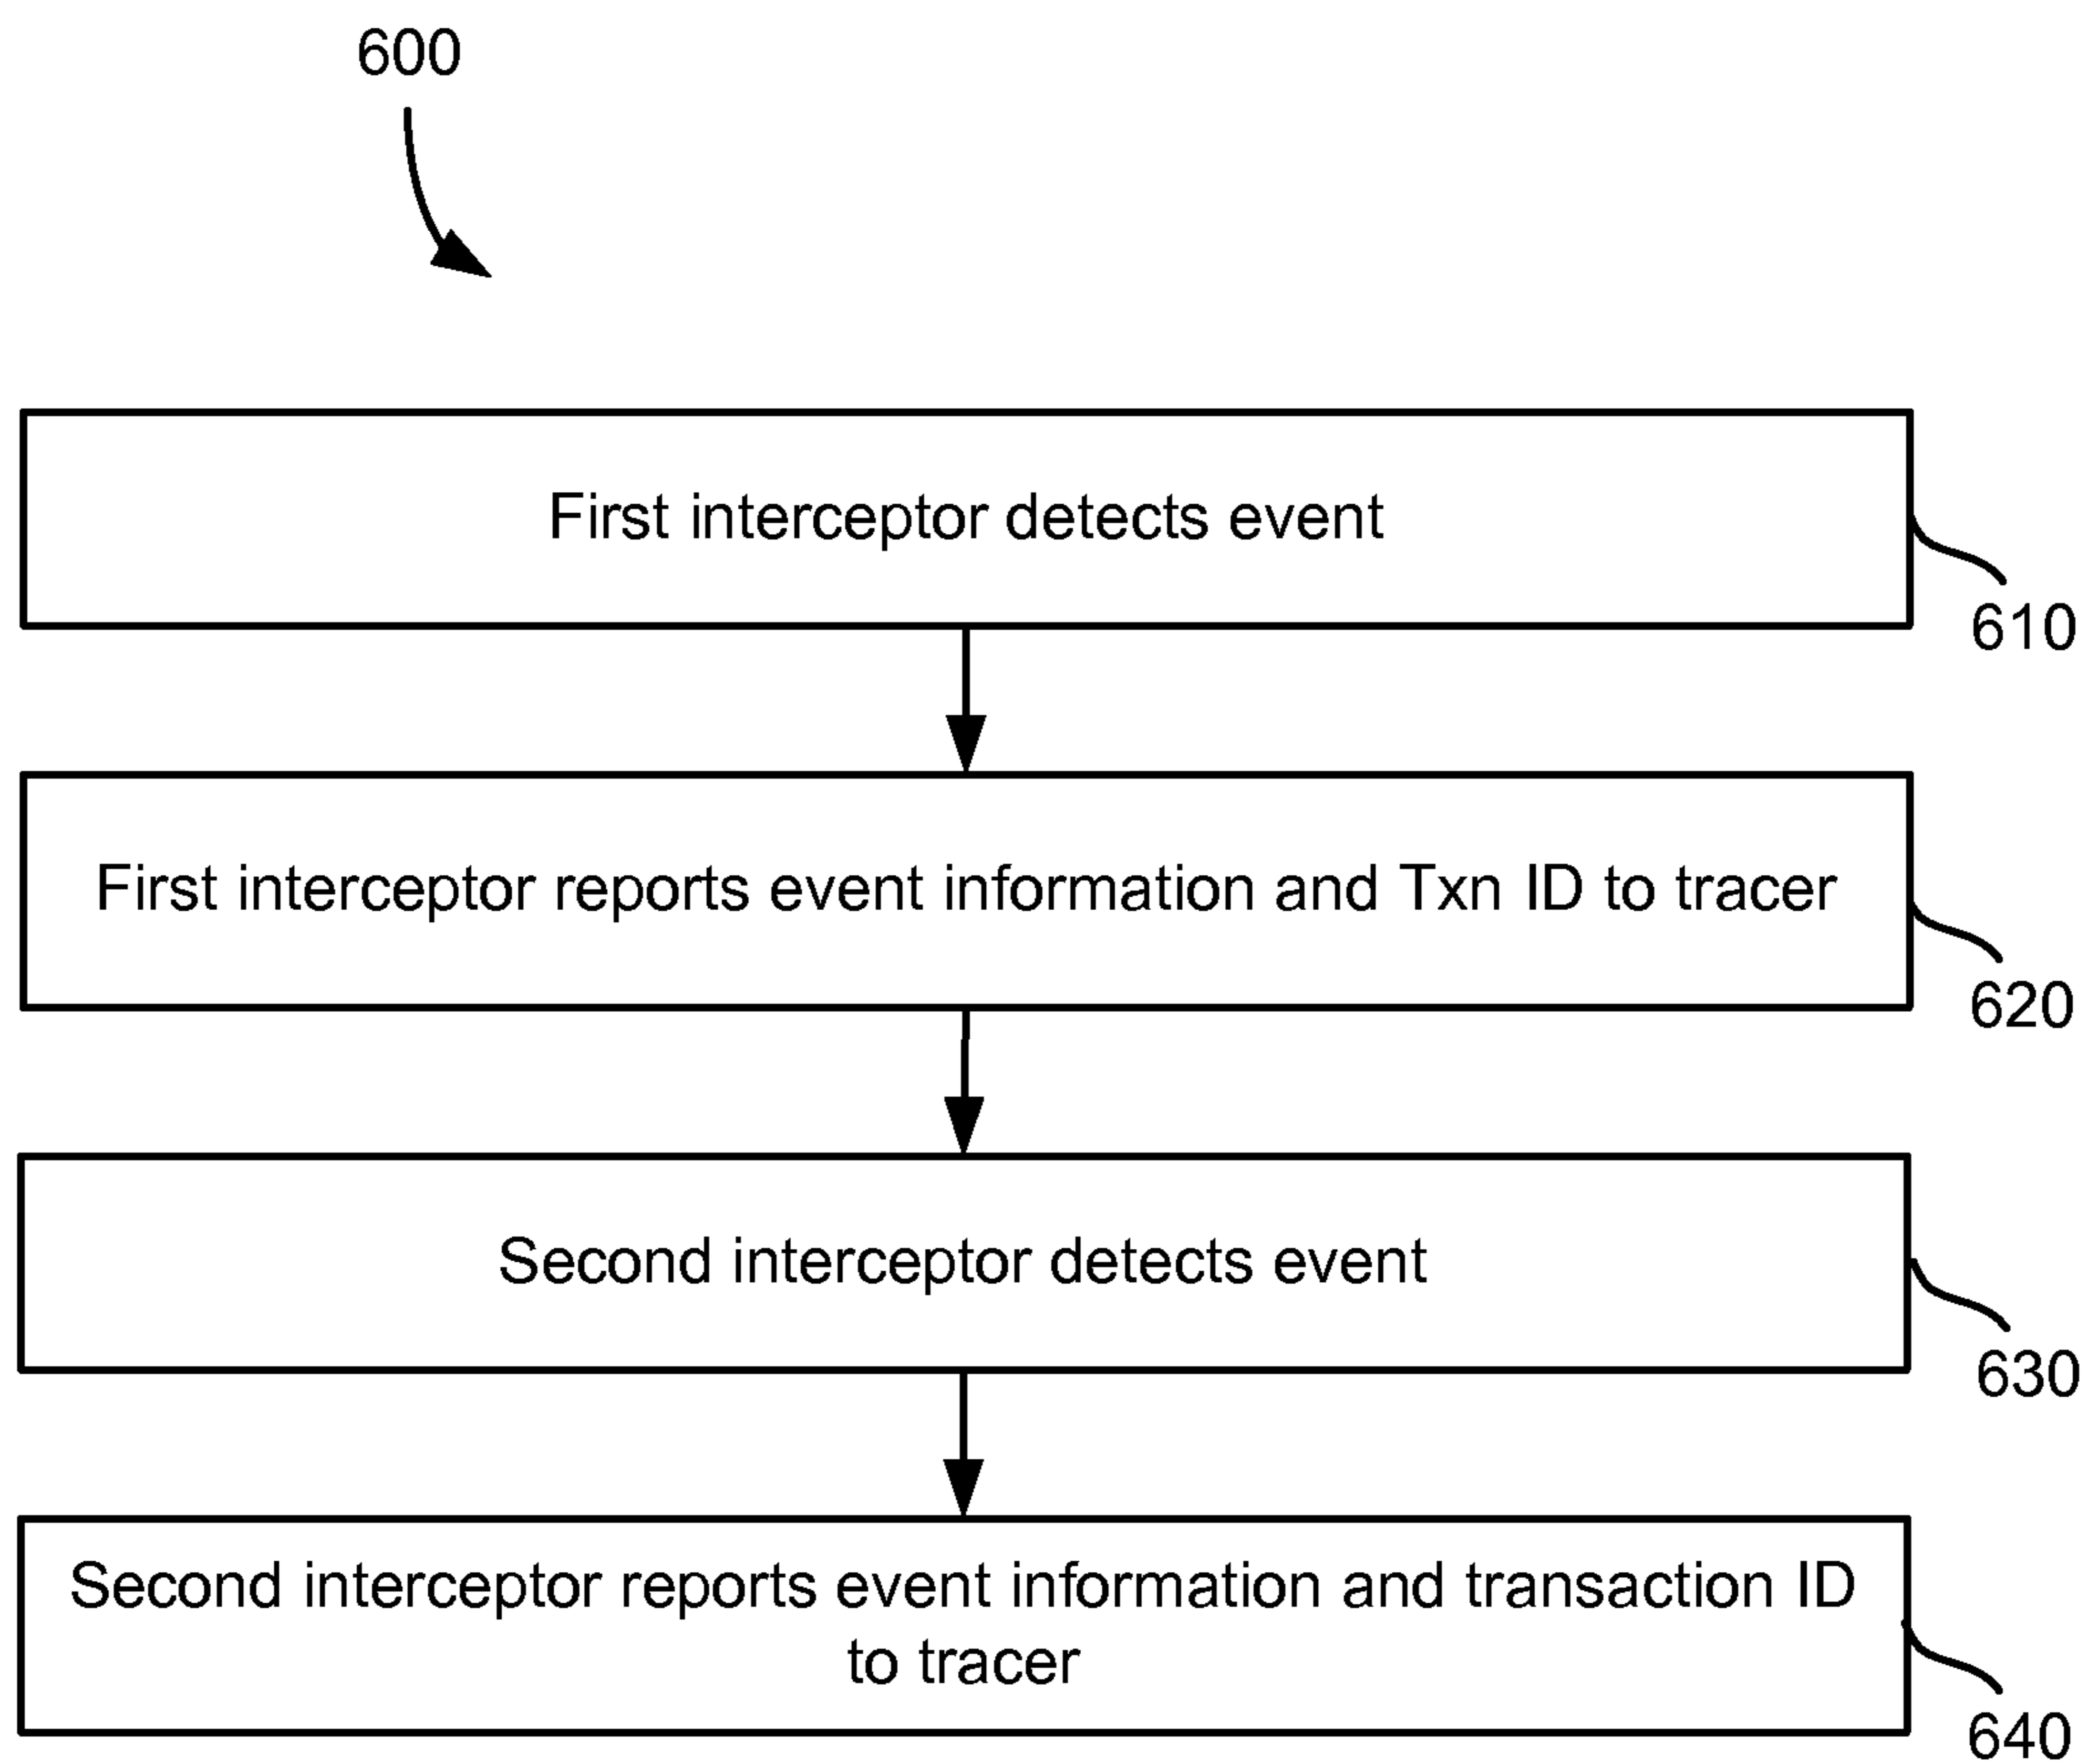 600
First interceptor detects event
610
First interceptor reports event information and Txn ID to tracer
620
Second interceptor detects event
630
Second interceptor reports event information and transaction ID
to tracer
640